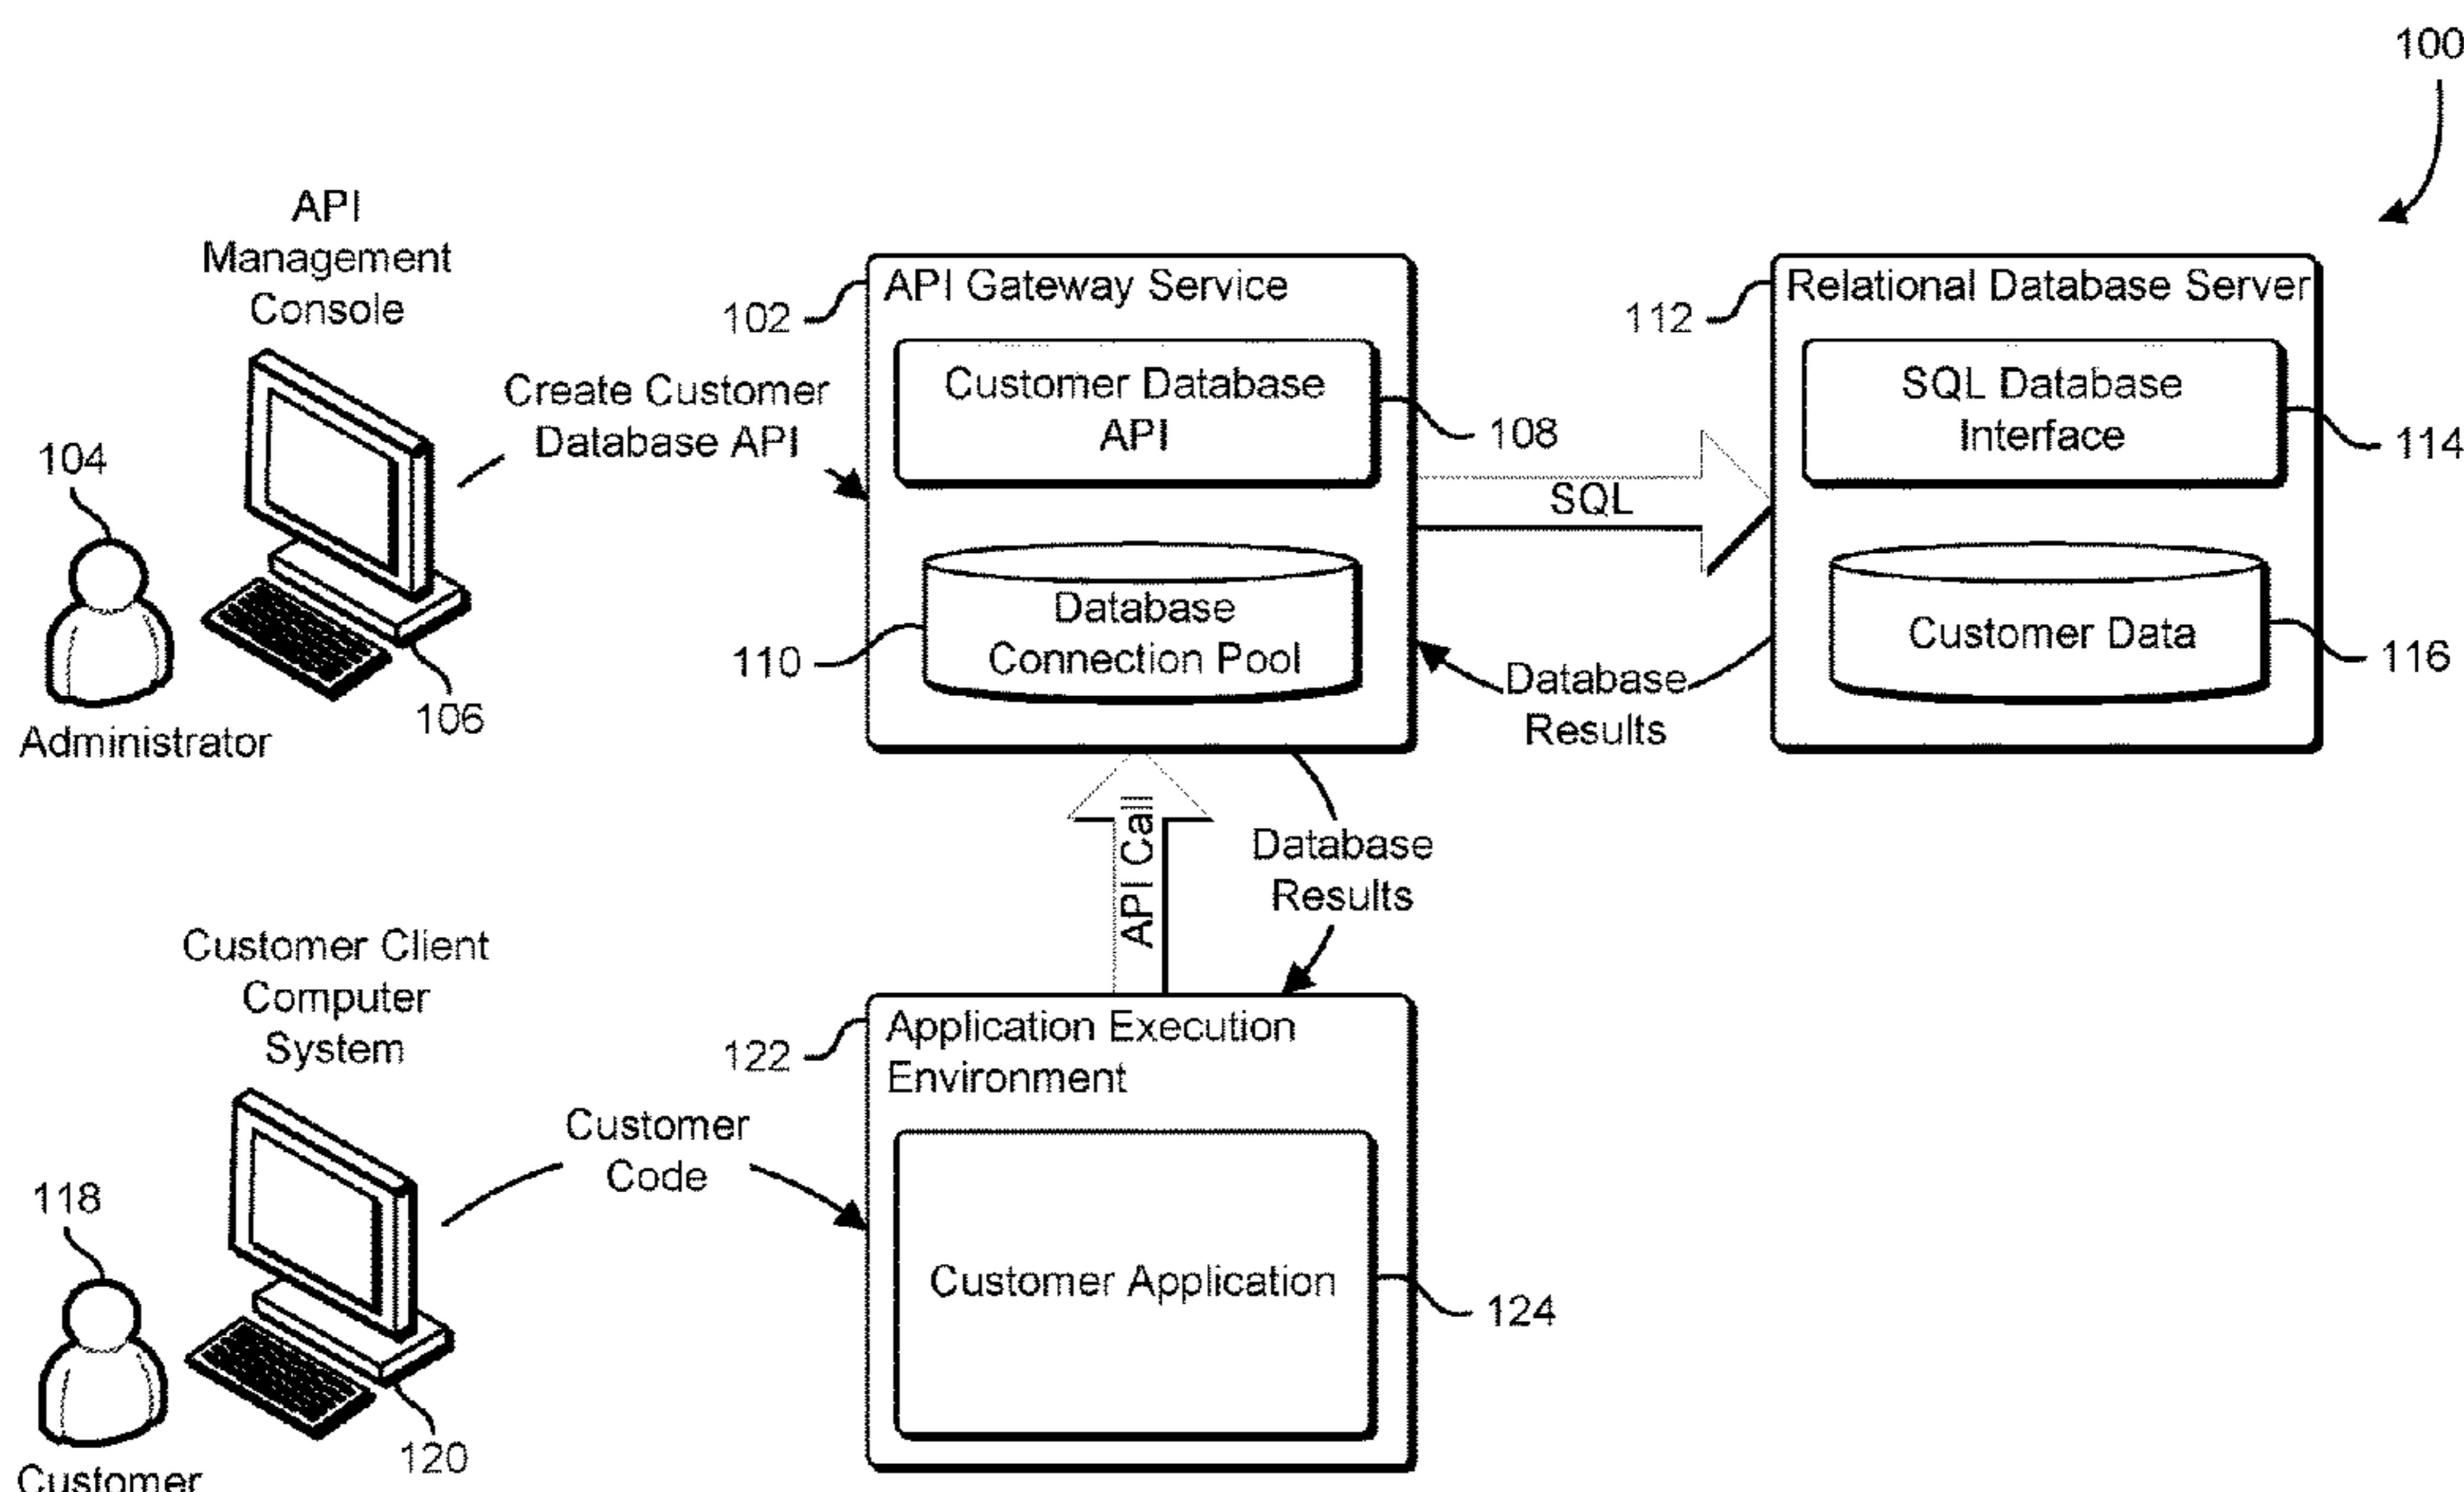 100
API
Management
Console
104
106
Administrator
Create Customer
Database API
102
API Gateway Service
Customer Database
API
108
110
Database
Connection Pool
SQL
112
Relational Database Server
SQL Database
Interface
114
Customer Data
116
Database
Results
API Call
Database
Results
Customer Client
Computer
System
118
120
Customer
Customer
Code
122
Application Execution
Environment
Customer Application
124